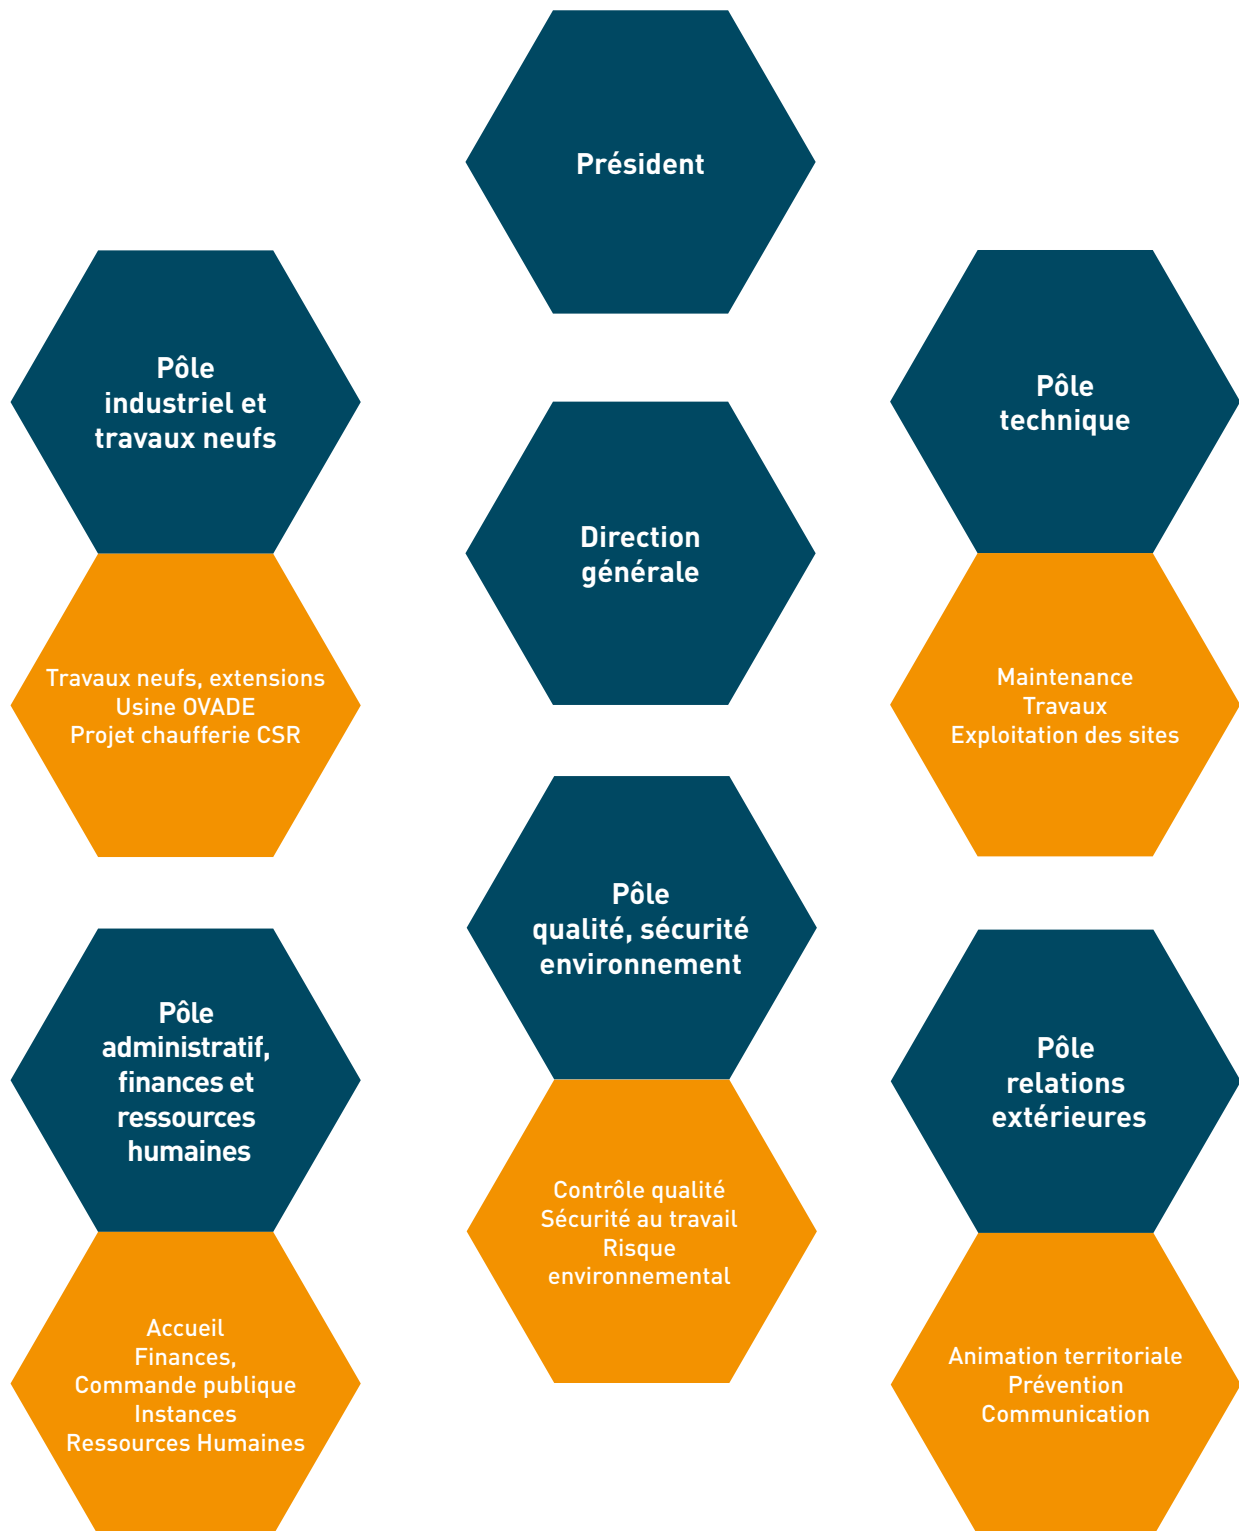 Président
Pôle
industriel et
travaux neufs
Pôle
technique
Direction
générale
Travaux neufs, extensions
Usine OVADE
Projet chaufferie CSR
Maintenance
Travaux
Exploitation des sites
Pôle
qualité, sécurité
environnement
Pôle
administratif,
finances et
ressources
humaines
Pôle
relations
extérieures
Contrôle qualité
Sécurité au travail
Risque
environnemental
Accueil
Finances,
Commande publique
Instances
Ressources Humaines
Animation territoriale
Prévention
Communication